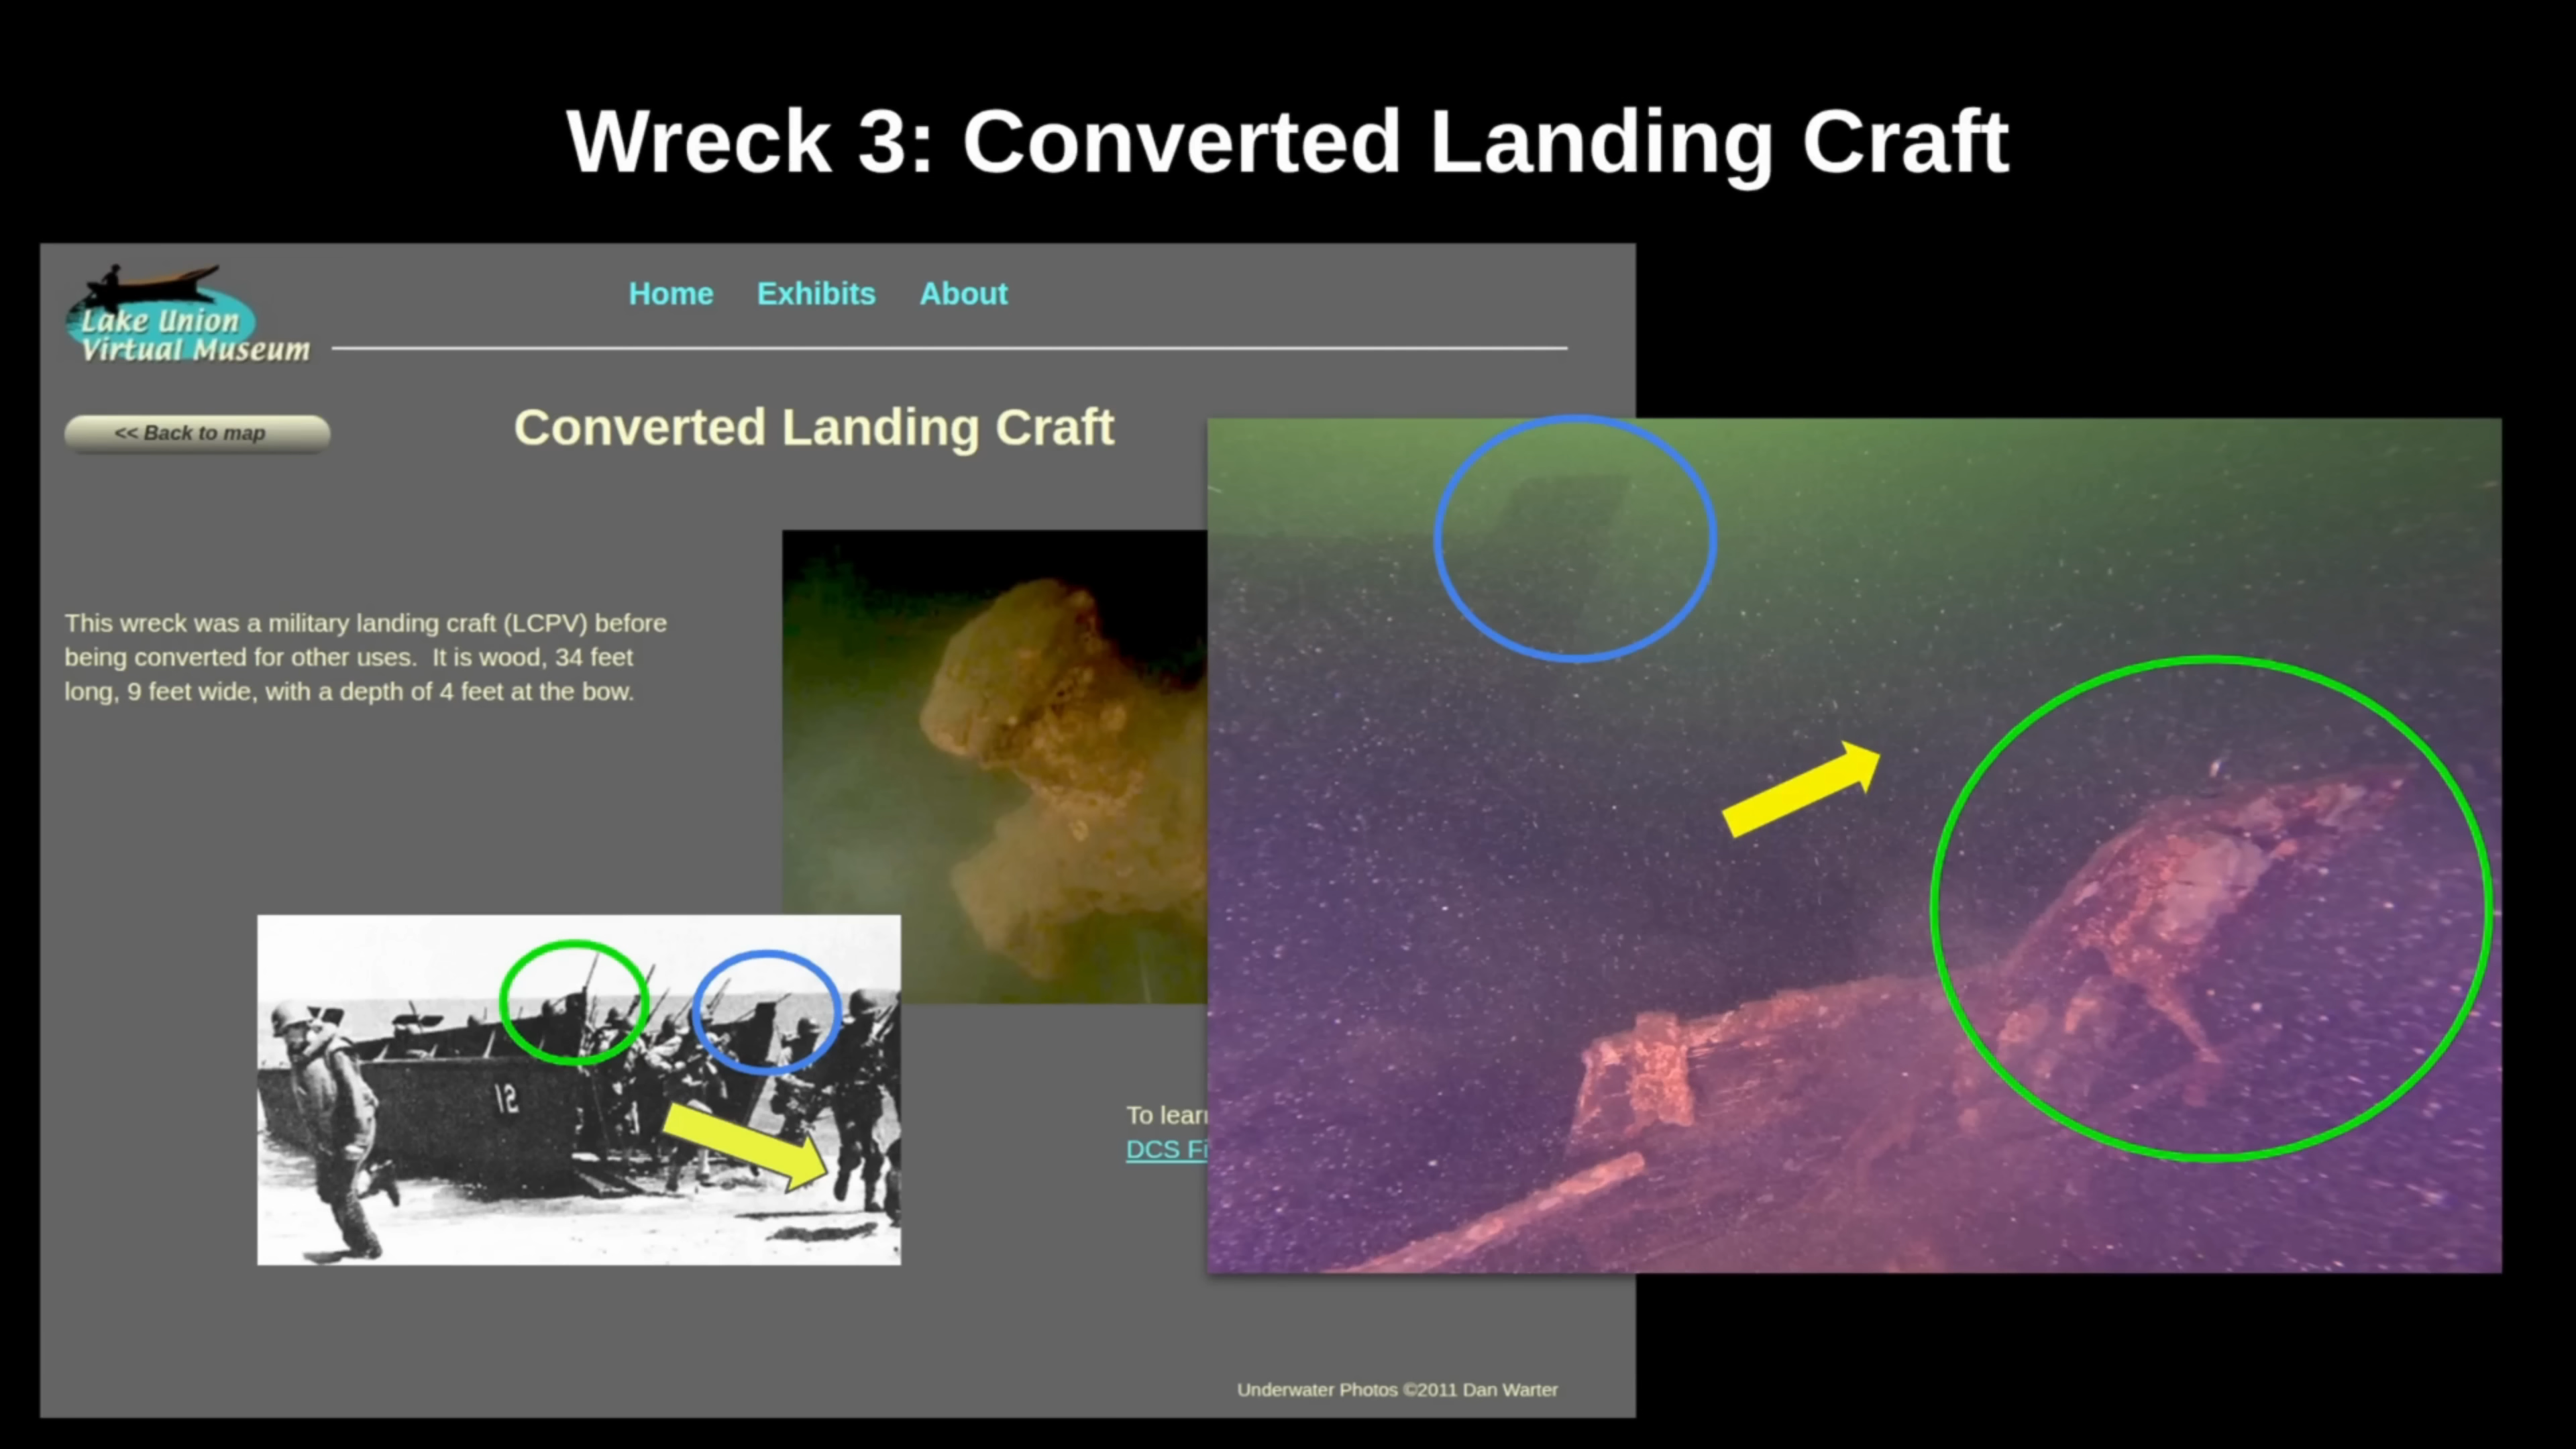 Wreck 3: Converted Landing Craft
Home Exhibits About
Lake Union
Virtual Museum
<< Back to map
Converted Landing Craft
This wreck was a military landing craft (LCPV) before
being converted for other uses. It is wood, 34 feet
long, 9 feet wide, with a depth of 4 feet at the bow.
12
To
DCS
Underwater Photos ©2011 Dan Warter